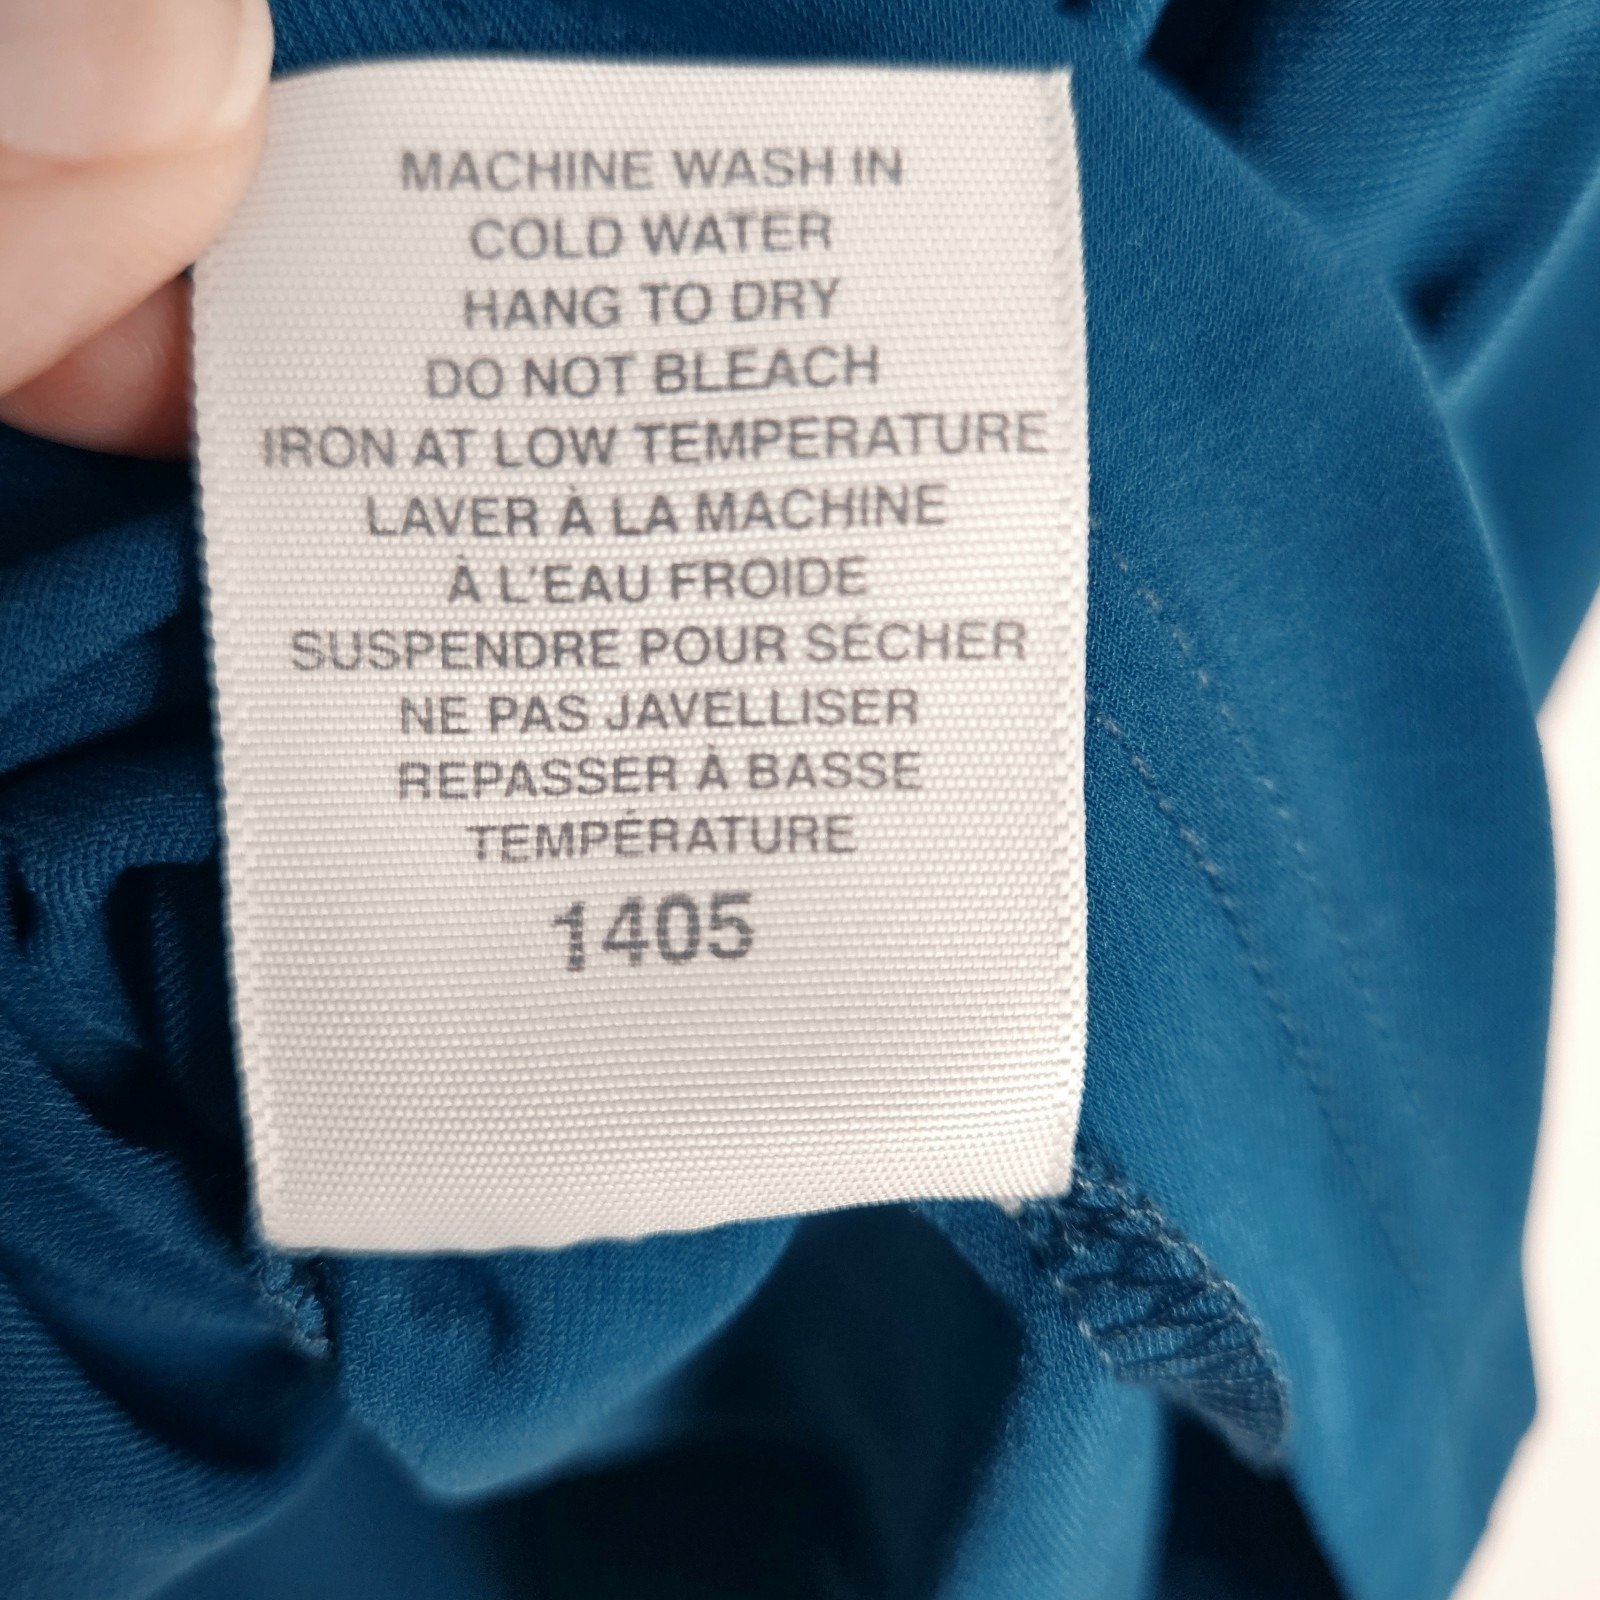 MACHINE WASH IN
COLD WATER
HANG TO DRY
DO NOT BLEACH
IRON AT LOW TEMPERATURE
LAVER À LA MACHINE
À L'EAU FROIDE
SUSPENDRE POUR SÉCHER
NE PAS JAVELLISER
REPASSER À BASSE
TEMPÉRATURE
1405